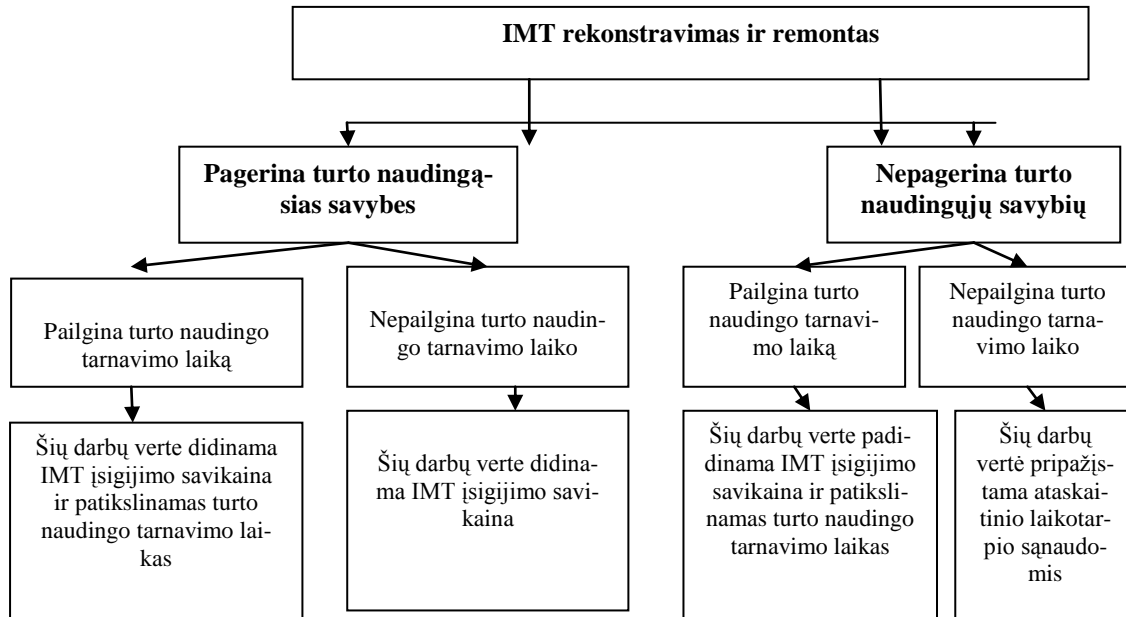 IMT rekonstravimas ir remontas
Pagerina turto naudingą-
sias savybes
Nepagerina turto
naudingųjų savybių
Pailgina turto naudingo
tarnavimo laiką
Nepailgina turto naudin-
go tarnavimo laiko
Pailgina turto
naudingo tarnavi-
mo laiką
Nepailgina turto
naudingo tarna-
vimo laiko
Šių darbų verte didinama
IMT įsigijimo savikaina
ir patikslinamas turto
naudingo tarnavimo lai-
kas
Šių darbų verte didina-
ma IMT įsigijimo savi-
kaina
Šių darbų verte padi-
dinama IMT įsigijimo
savikaina ir patiksli-
namas turto naudingo
tarnavimo laikas
Šių darbų
vertė pripažįs-
tama ataskai-
tinio laikotar-
pio sąnaudo-
mis